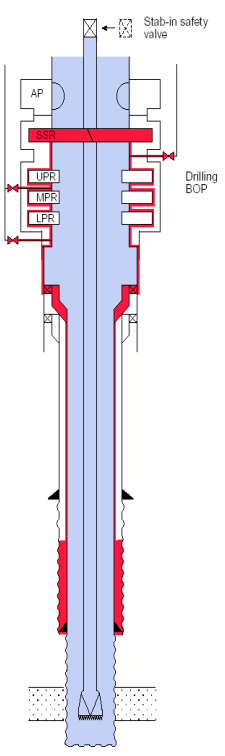 Stab-in safety
valve
AP
SSR
UPR
Drilling
MPR
BOP
LPR